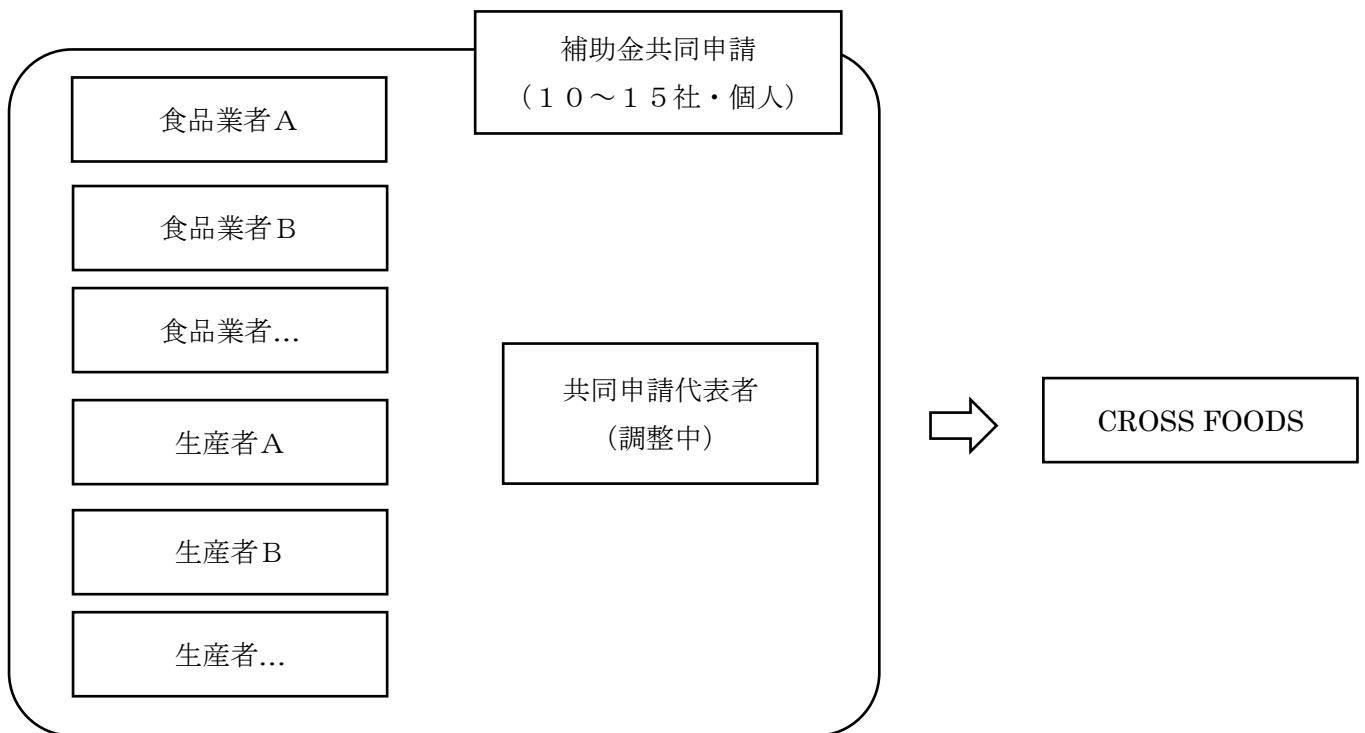 補助金共同申請
（１０～１５社・個人）
食品業者Ａ
食品業者Ｂ
食品業者…
生産者Ａ
生産者Ｂ
生産者…
共同申請代表者
（調整中）
CROSS FOODS